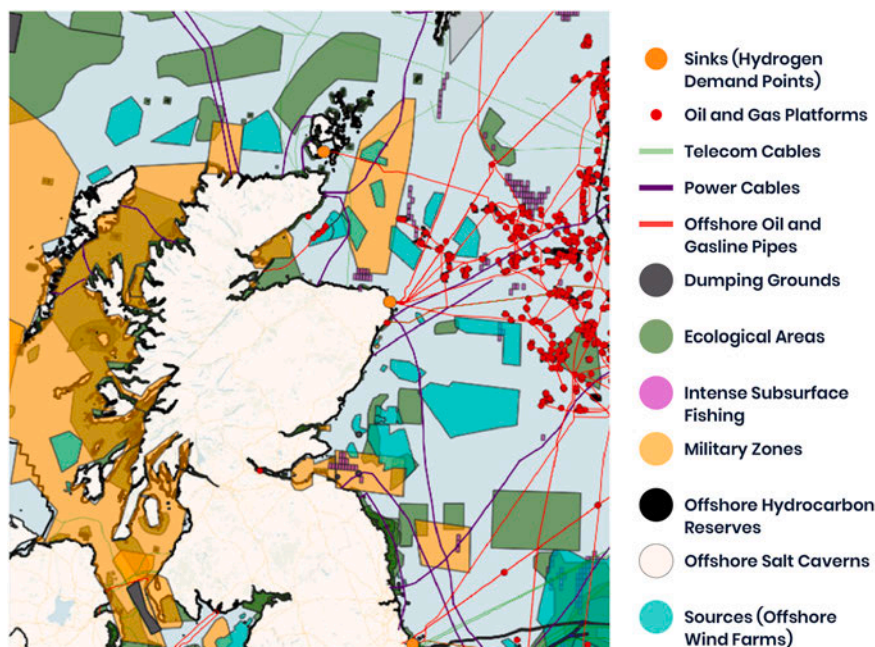 Sinks (Hydrogen
Demand Points)
Oil and Gas Platforms
Telecom Cables
Power Cables
Offshore Oil and
Gasline Pipes
Dumping Grounds
Ecological Areas
Intense Subsurface
Fishing
Military Zones
Offshore Hydrocarbon
Reserves
Offshore Salt Caverns
Sources (Offshore
Wind Farms)